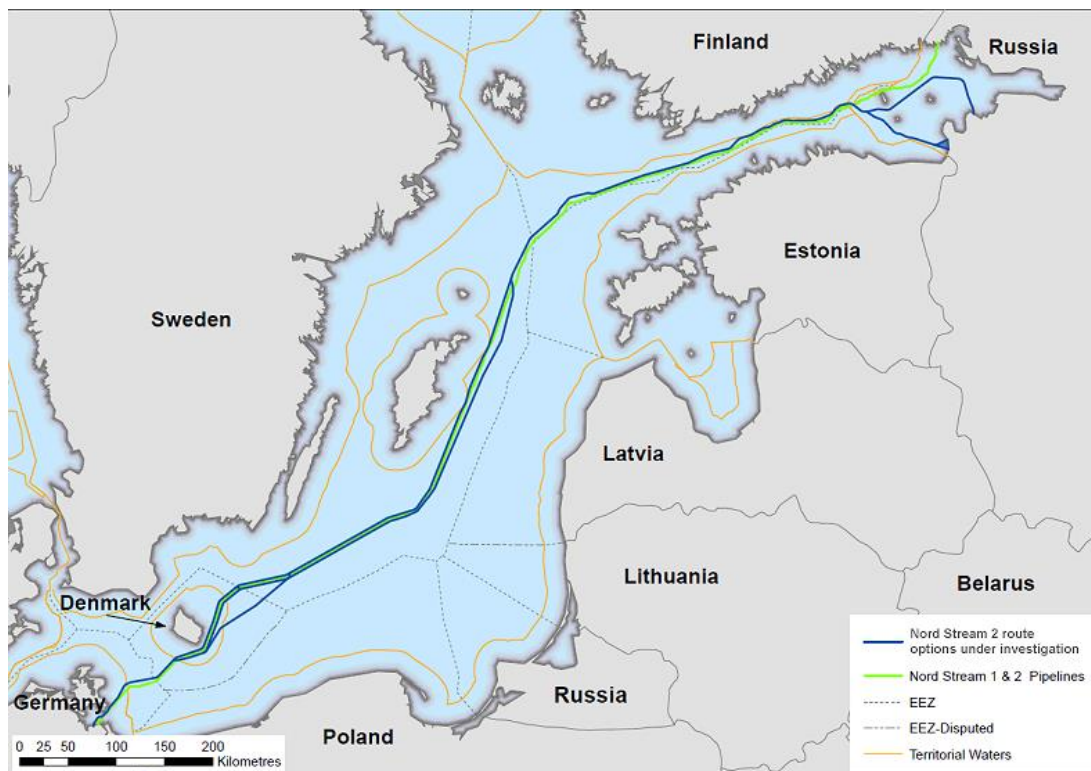 Finland
Russia
Estonia
Sweden
Latvia
Lithuania
Denmark
Belarus
Germany
Russia
Poland
Nord Stream 2 route
options under investigation
Nord Stream 1 & 2 Pipelines
EEZ
EEZ-Disputed
Territorial Waters
0 25 50 100 150 200
Kilometres